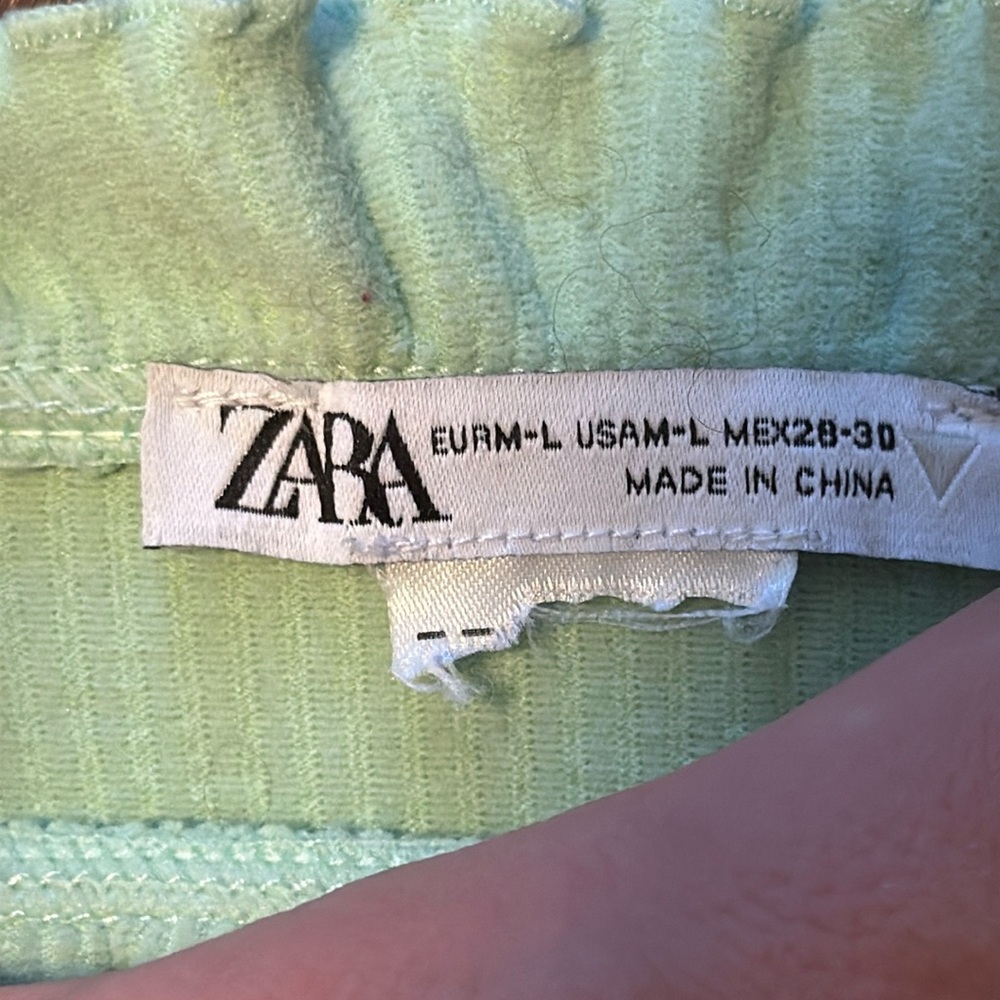 ZARA
EUR M-L USA M-L MEX 28-30
MADE IN CHINA